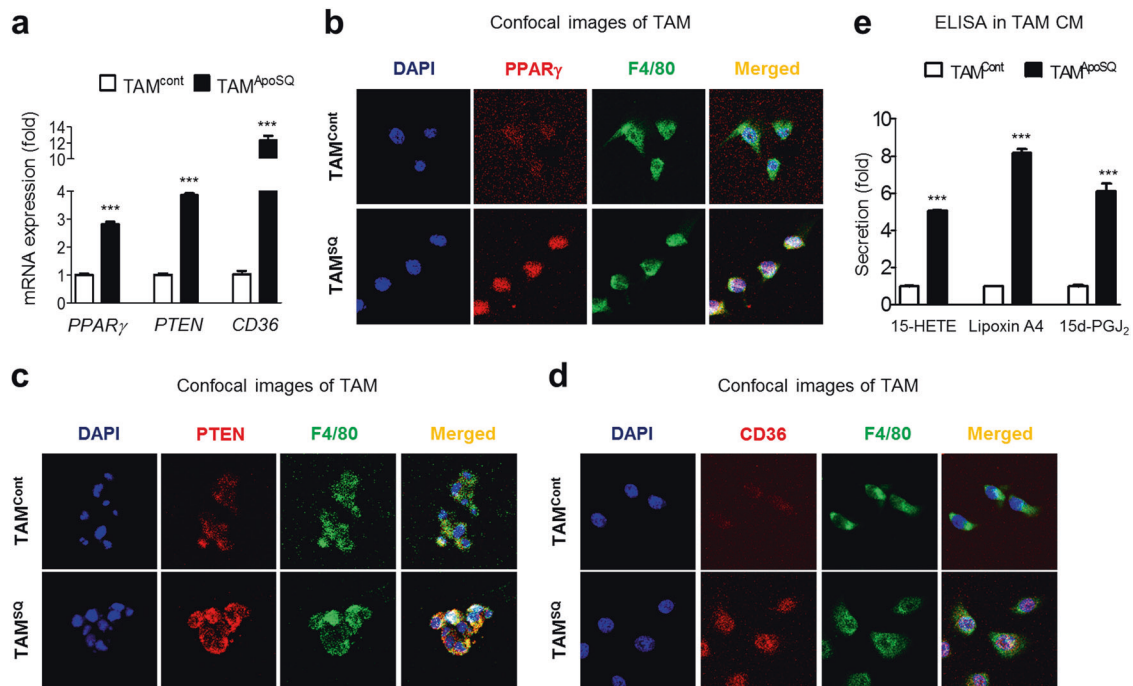 a
TAMcont TAMApoSQ
mRNA expression (fold)
14
12
10
4
3
2
1
0
*** *** ***
PPARγ PTEN CD36
b
Confocal images of TAM
DAPI PPARγ F4/80 Merged
TAMCont
TAMSQ
e
ELISA in TAM CM
TAMCont TAMApoSQ
Secretion (fold)
10
8
6
4
2
0
*** *** ***
15-HETE Lipoxin A4 15d-PGJ₂
c
Confocal images of TAM
DAPI PTEN F4/80 Merged
TAMCont
TAMSQ
d
Confocal images of TAM
DAPI CD36 F4/80 Merged
TAMCont
TAMSQ